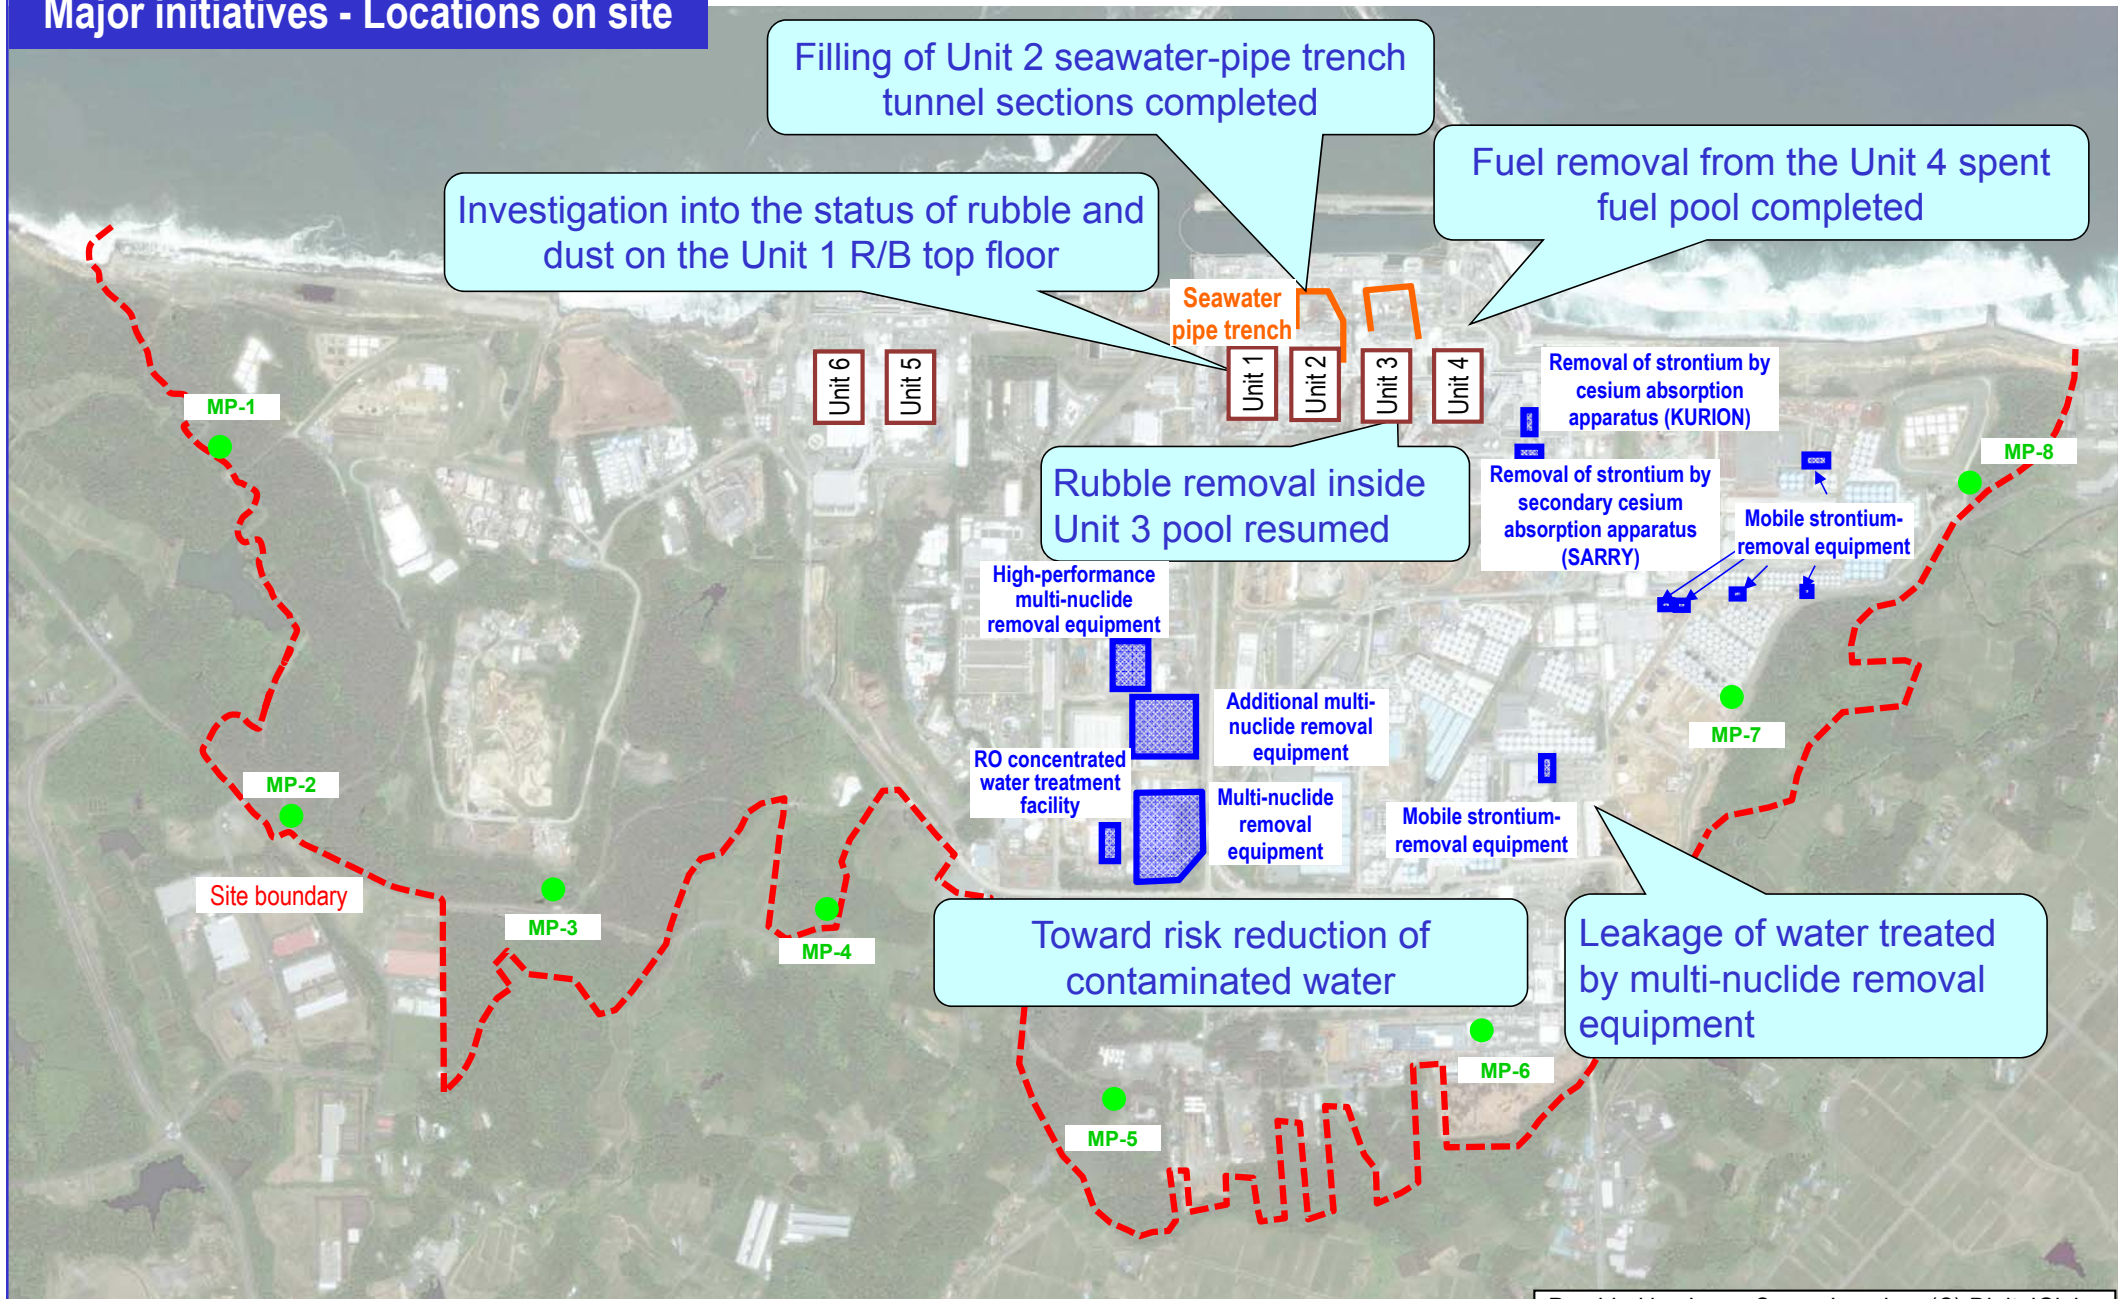 Major initiatives - Locations on site
Filling of Unit 2 seawater-pipe trench
tunnel sections completed
Fuel removal from the Unit 4 spent
fuel pool completed
Investigation into the status of rubble and
dust on the Unit 1 R/B top floor
Seawater
pipe trench
Unit 6
Unit 5
Unit 1
Unit 2
Unit 3
Unit 4
Removal of strontium by
cesium absorption
apparatus (KURION)
MP-1
MP-8
Rubble removal inside
Unit 3 pool resumed
Removal of strontium by
secondary cesium
absorption apparatus
(SARRY)
Mobile strontium-
removal equipment
High-performance
multi-nuclide
removal equipment
Additional multi-
nuclide removal
equipment
MP-7
RO concentrated
water treatment
facility
MP-2
Multi-nuclide
removal
equipment
Mobile strontium-
removal equipment
Site boundary
MP-3
MP-4
Toward risk reduction of
contaminated water
Leakage of water treated
by multi-nuclide removal
equipment
MP-6
MP-5